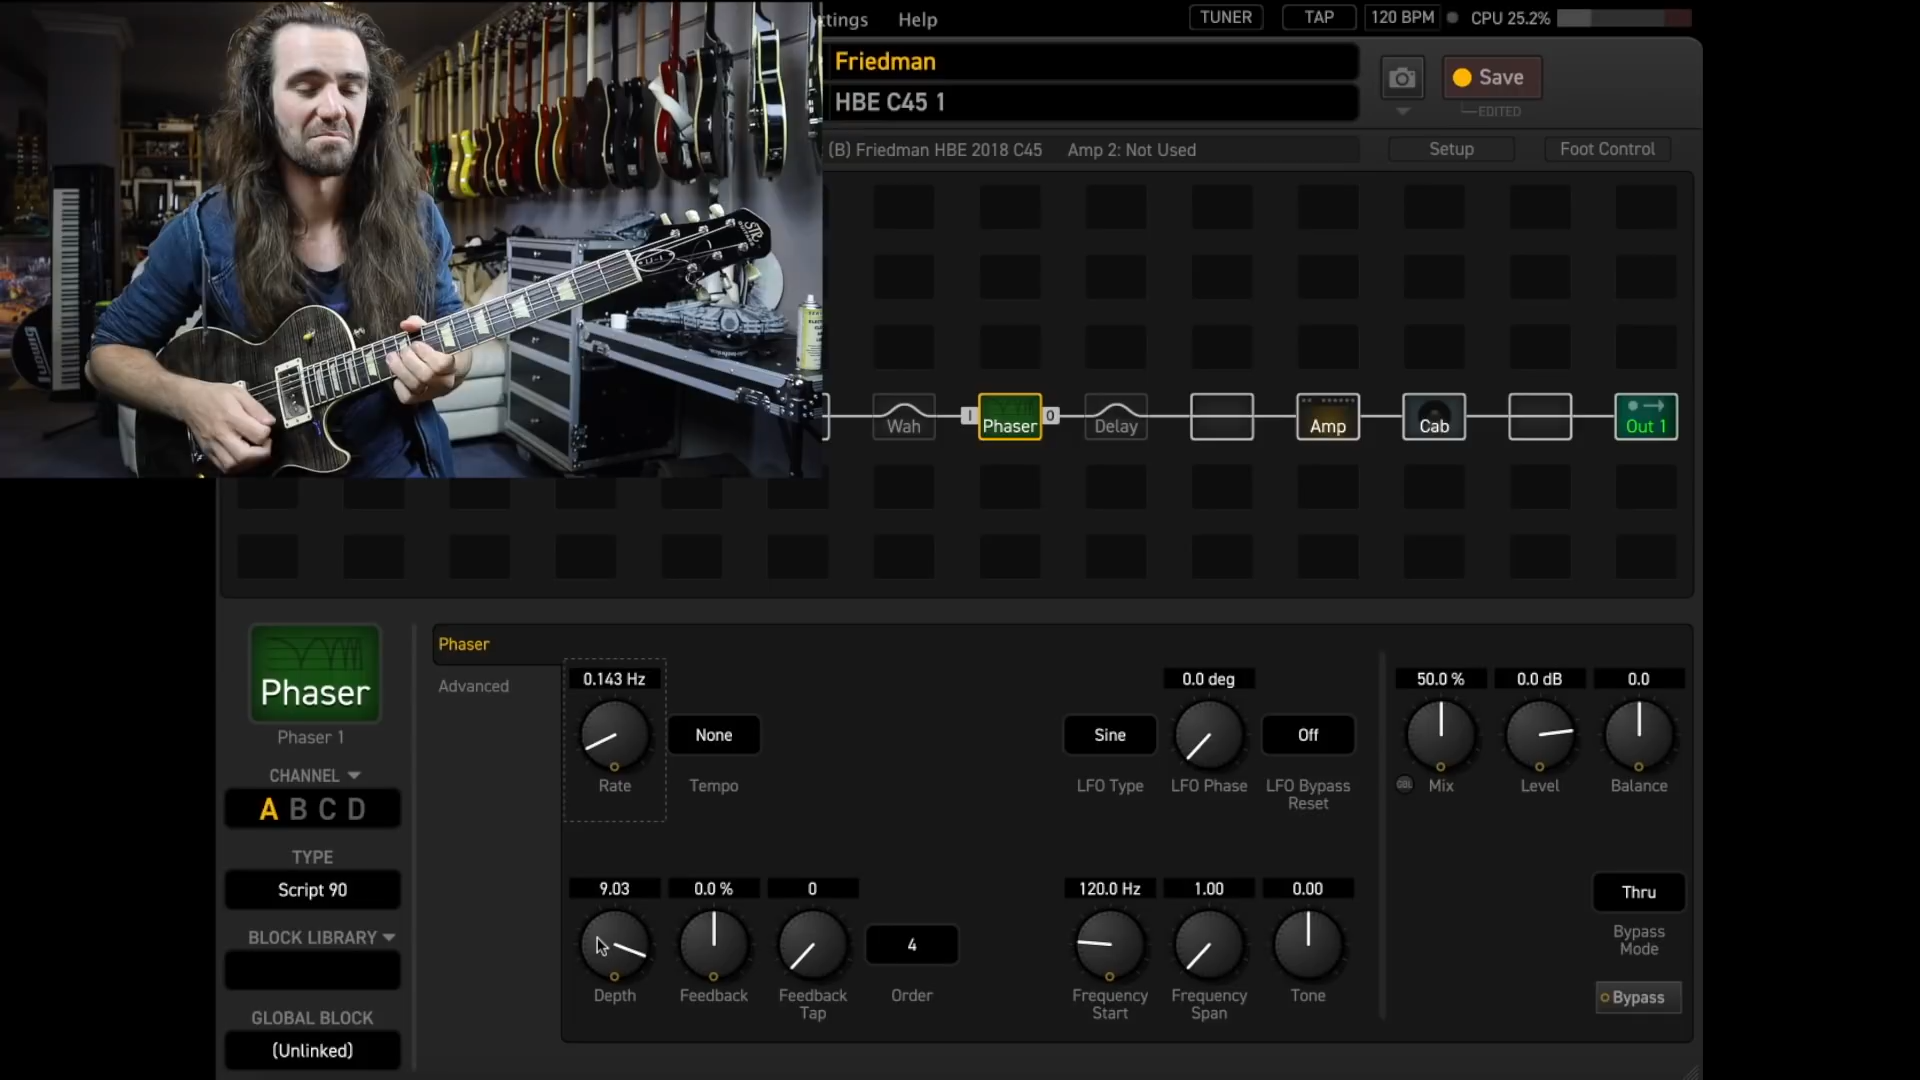 ttings Help
TUNER TAP 120 BPM CPU 25.2%
Friedman
HBE C45 1
Save
EDITED
(B) Friedman HBE 2018 C45 Amp 2: Not Used
Setup Foot Control
STR
LJ-1
LUDWIG
Wah I Phaser O Delay Amp Cab Out 1
Phaser
Phaser 1
CHANNEL
A B C D
TYPE
Script 90
BLOCK LIBRARY
GLOBAL BLOCK
(Unlinked)
Phaser
Advanced
0.143 Hz 0.0 deg 50.0 % 0.0 dB 0.0
None Sine Off
Rate Tempo LFO Type LFO Phase LFO Bypass Reset GBL Mix Level Balance
9.03 0.0 % 0 120.0 Hz 1.00 0.00
4 Thru
Depth Feedback Feedback Tap Order Frequency Start Frequency Span Tone
Bypass Mode
Bypass